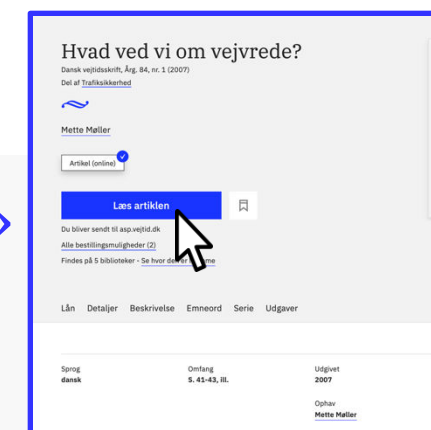 Hvad ved vi om vejvrede?
Dansk vejtidsskrift, Årg. 84, nr. 1 (2007)
Del af Trafiksikkerhed
Mette Møller
Artikel (online)
Læs artiklen
Du bliver sendt til asp.vejtid.dk
Alle bestillingsmuligheder (2)
Findes på 5 biblioteker - Se hvor
Lån Detaljer Beskrivelse Emneord Serie Udgaver
Sprog Omfang Udgivet
dansk S. 41-43, ill. 2007
Ophav
Mette Møller